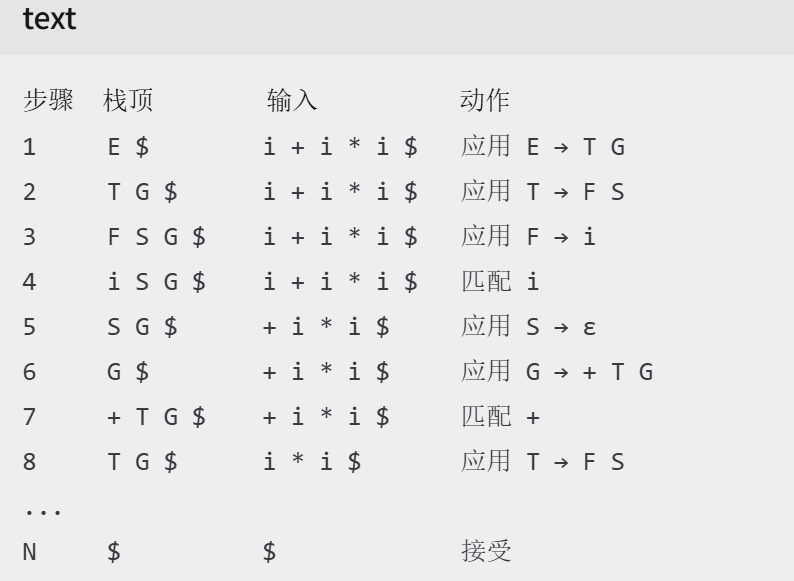 text
步骤 栈顶 输入 动作
1 E $ i + i * i $ 应用 E → T G
2 T G $ i + i * i $ 应用 T → F S
3 F S G $ i + i * i $ 应用 F → i
4 i S G $ i + i * i $ 匹配 i
5 S G $ + i * i $ 应用 S → ε
6 G $ + i * i $ 应用 G → + T G
7 + T G $ + i * i $ 匹配 +
8 T G $ i * i $ 应用 T → F S
...
N $ $ 接受